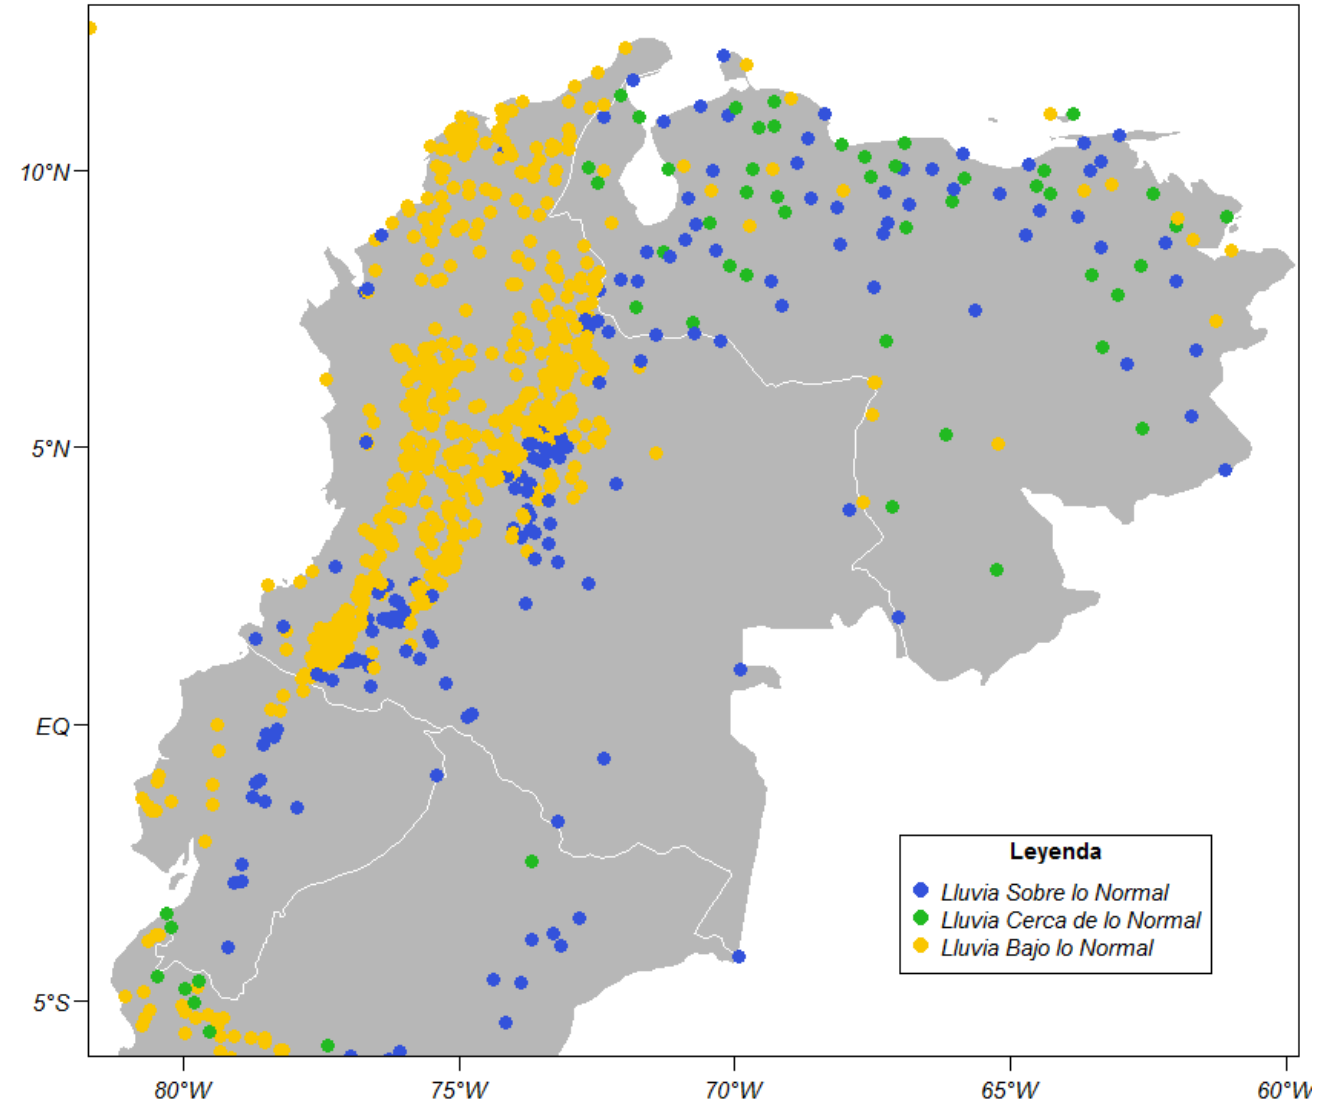 10°N
5°N
EQ
5°S
80°W
75°W
70°W
65°W
60°W
Leyenda
Lluvia Sobre lo Normal
Lluvia Cerca de lo Normal
Lluvia Bajo lo Normal